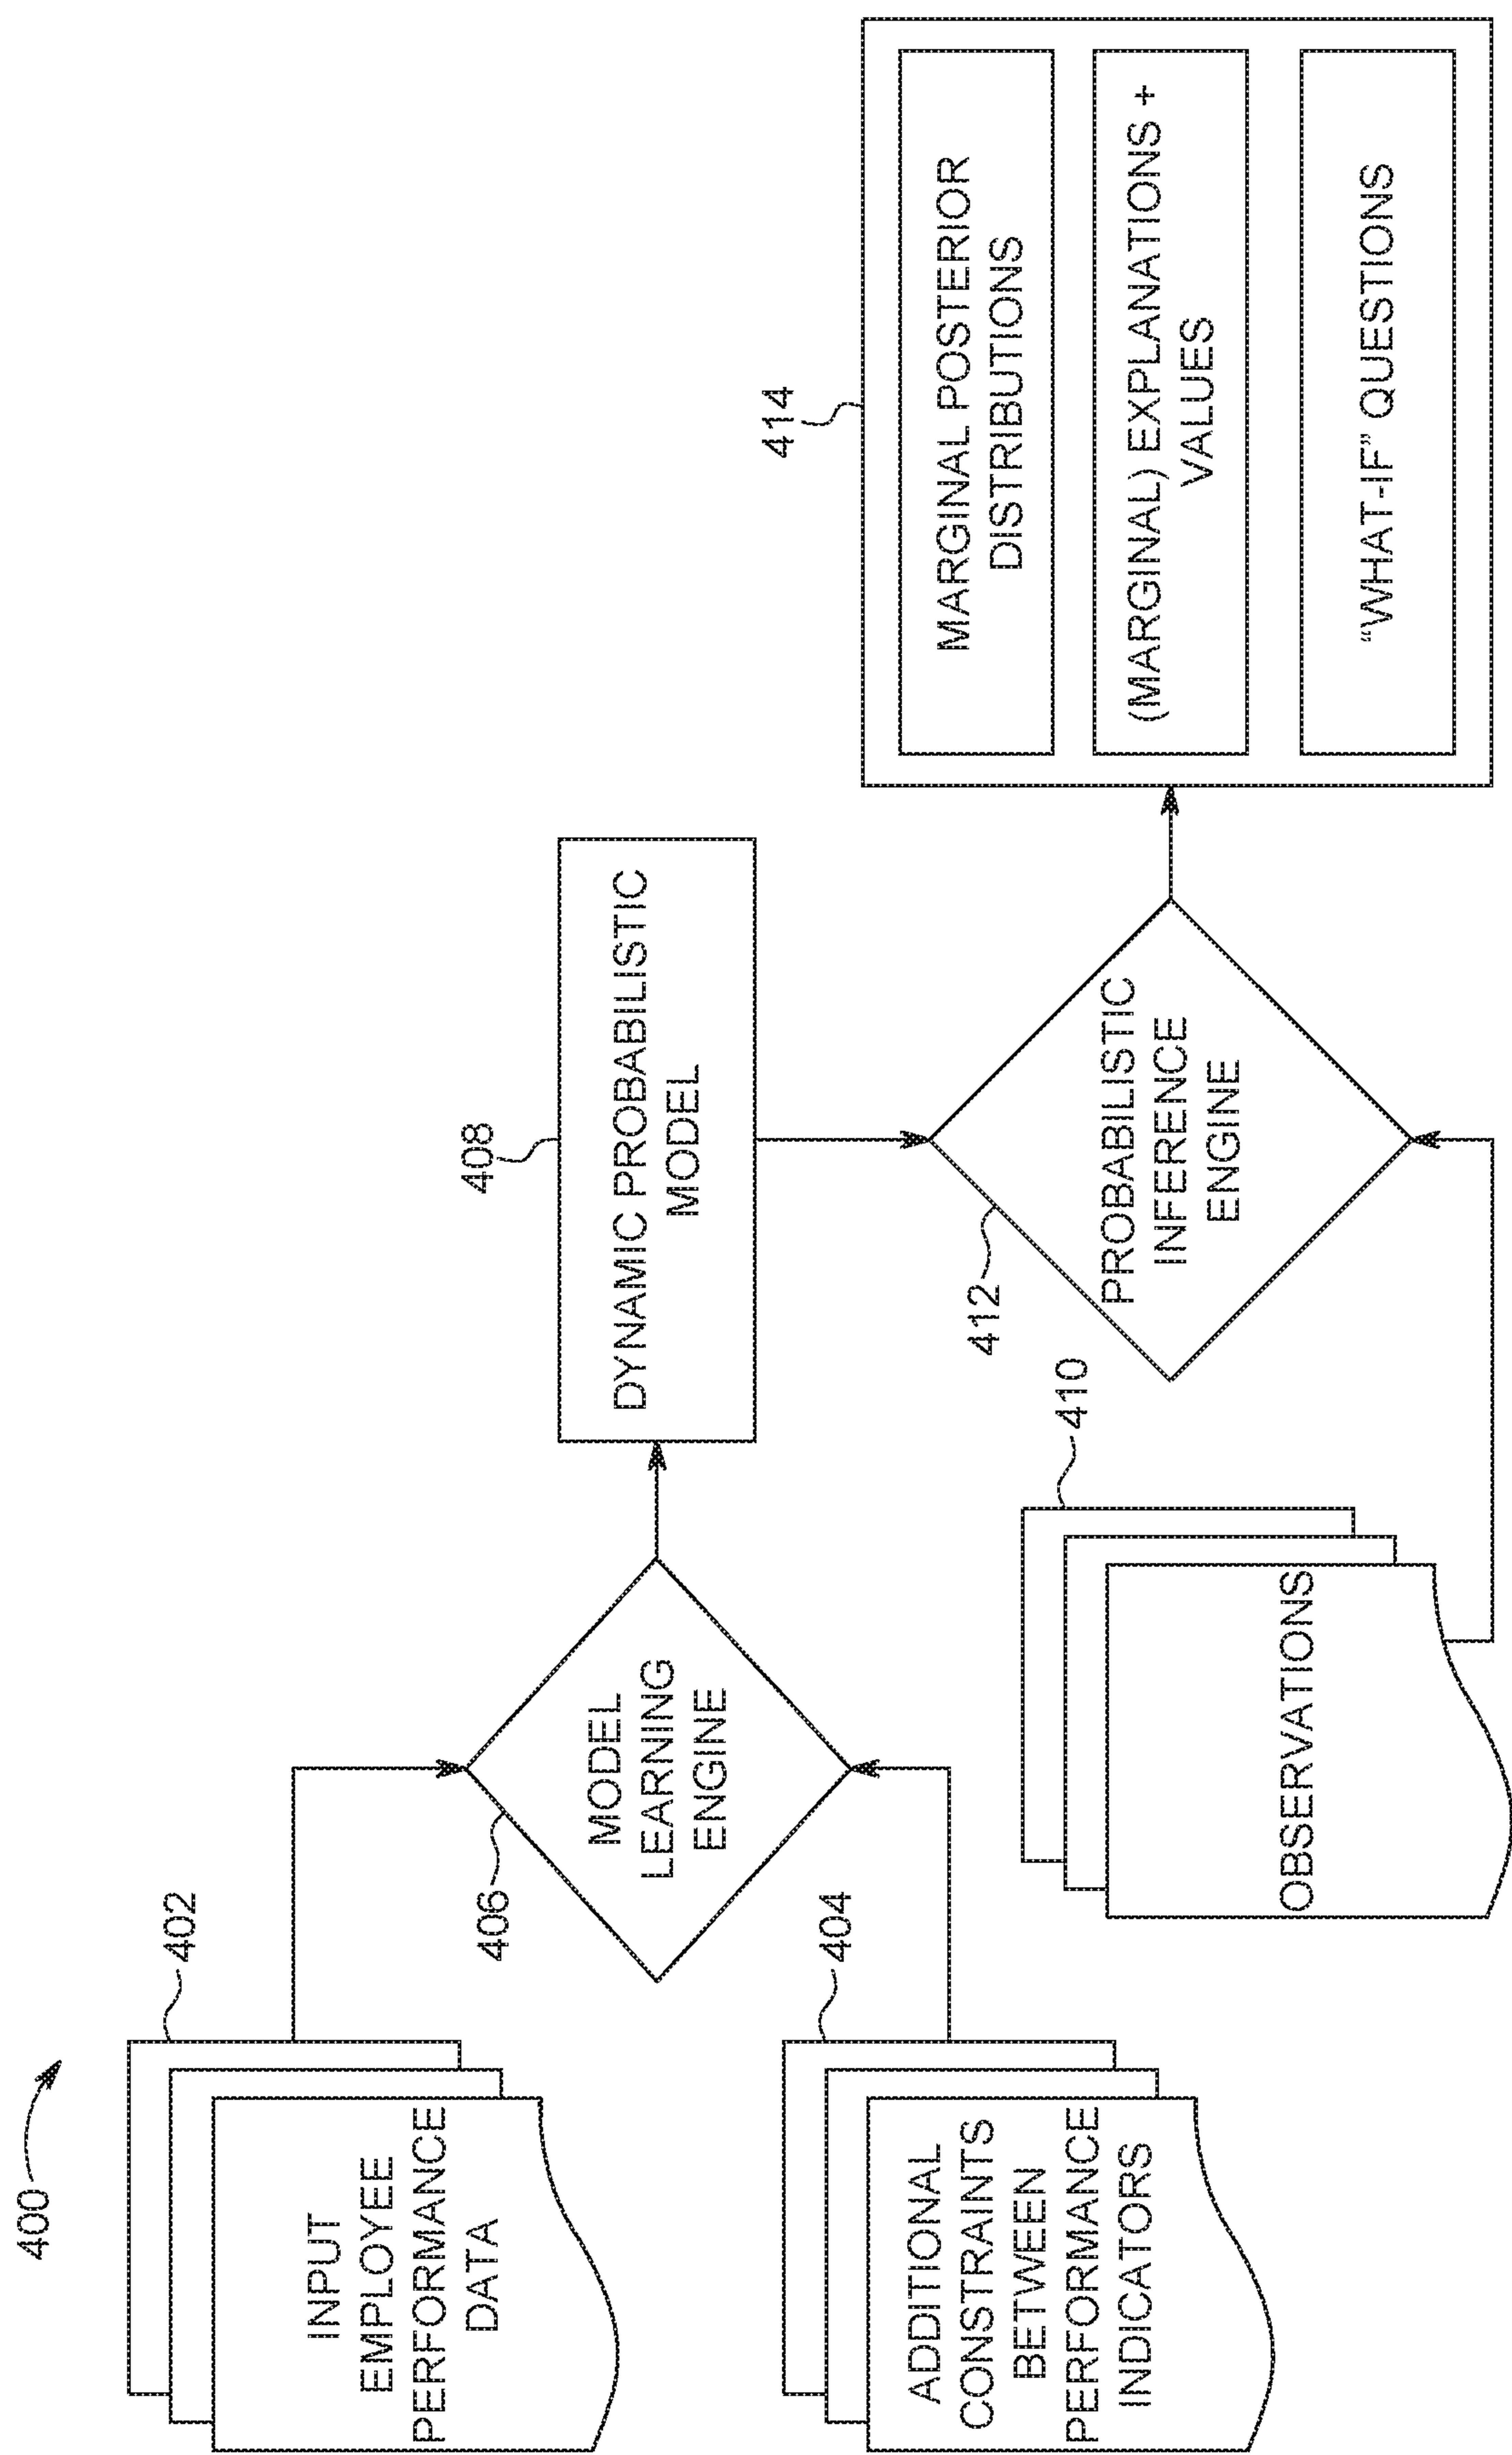 400
402
INPUT
EMPLOYEE
PERFORMANCE
DATA
404
ADDITIONAL
CONSTRAINTS
BETWEEN
PERFORMANCE
INDICATORS
406
MODEL
LEARNING
ENGINE
408
DYNAMIC PROBABILISTIC
MODEL
410
OBSERVATIONS
412
PROBABILISTIC
INFERENCE
ENGINE
414
MARGINAL POSTERIOR
DISTRIBUTIONS
(MARGINAL) EXPLANATIONS +
VALUES
“WHAT-IF” QUESTIONS